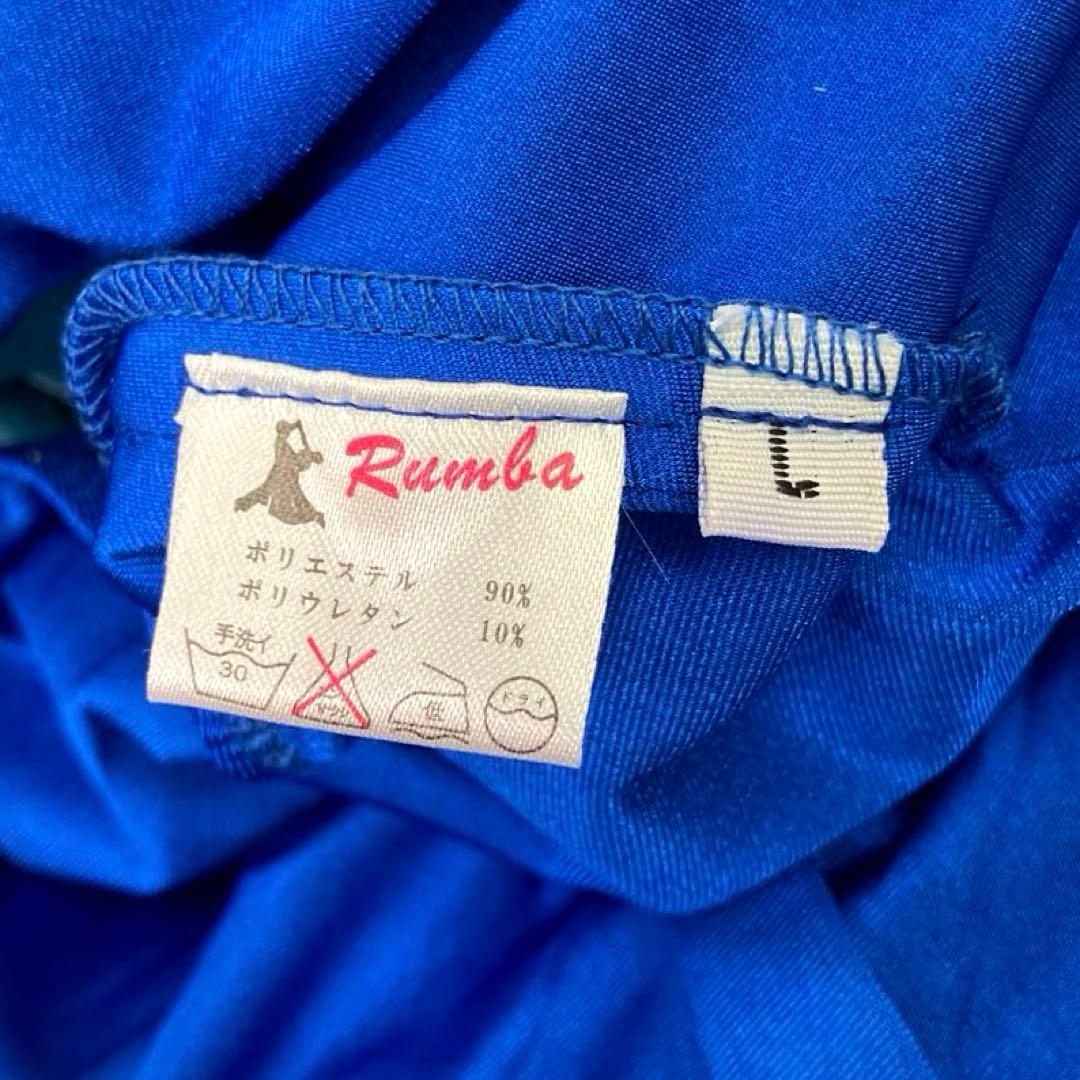 Rumba
ポリエステル 90%
ポリウレタン 10%
手洗イ
30
低
ドライ
L